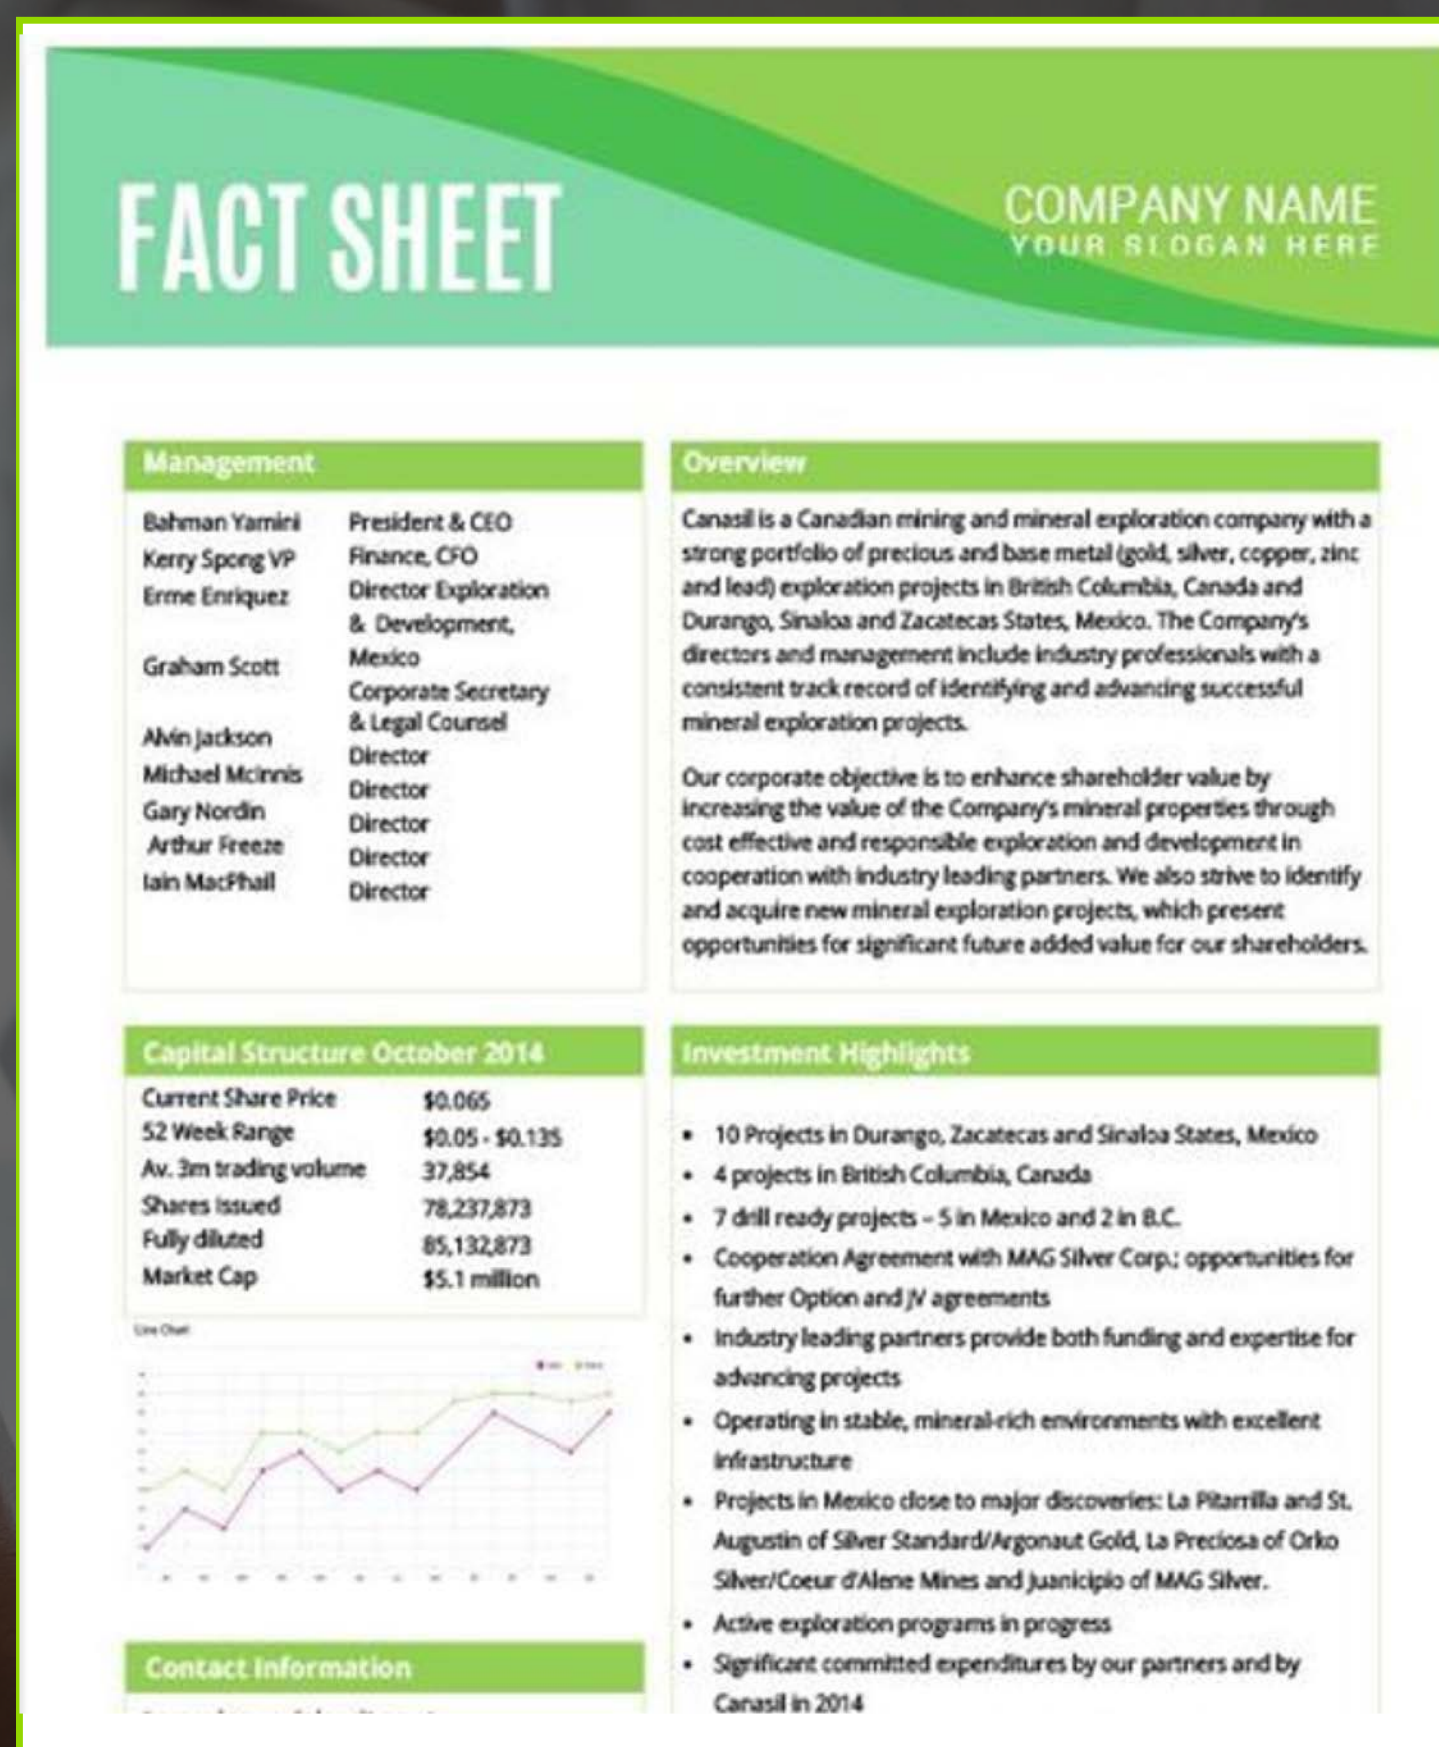 FACT SHEET
COMPANY NAME
YOUR SLOGAN HERE
Management
Bahman Yamini President & CEO
Kerry Spong VP Finance, CFO
Erme Enriquez Director Exploration
& Development,
Mexico
Graham Scott Corporate Secretary
& Legal Counsel
Alvin Jackson Director
Michael McInnis Director
Gary Nordin Director
Arthur Freeze Director
Iain MacPhail Director
Overview
Canasil is a Canadian mining and mineral exploration company with a
strong portfolio of precious and base metal (gold, silver, copper, zinc
and lead) exploration projects in British Columbia, Canada and
Durango, Sinaloa and Zacatecas States, Mexico. The Company's
directors and management include industry professionals with a
consistent track record of identifying and advancing successful
mineral exploration projects.
Our corporate objective is to enhance shareholder value by
increasing the value of the Company's mineral properties through
cost effective and responsible exploration and development in
cooperation with industry leading partners. We also strive to identify
and acquire new mineral exploration projects, which present
opportunities for significant future added value for our shareholders.
Capital Structure October 2014
Current Share Price $0.065
52 Week Range $0.05 - $0.135
Av. 3m trading volume 37,854
Shares Issued 78,237,873
Fully diluted 85,132,873
Market Cap $5.1 million
Line Chart
Contact Information
Investment Highlights
• 10 Projects in Durango, Zacatecas and Sinaloa States, Mexico
• 4 projects in British Columbia, Canada
• 7 drill ready projects – 5 in Mexico and 2 in B.C.
• Cooperation Agreement with MAG Silver Corp.; opportunities for
further Option and JV agreements
• Industry leading partners provide both funding and expertise for
advancing projects
• Operating in stable, mineral-rich environments with excellent
infrastructure
• Projects in Mexico close to major discoveries: La Pitarrilla and St.
Augustin of Silver Standard/Argonaut Gold, La Preciosa of Orko
Silver/Coeur d'Alene Mines and Juanicipio of MAG Silver.
• Active exploration programs in progress
• Significant committed expenditures by our partners and by
Canasil in 2014